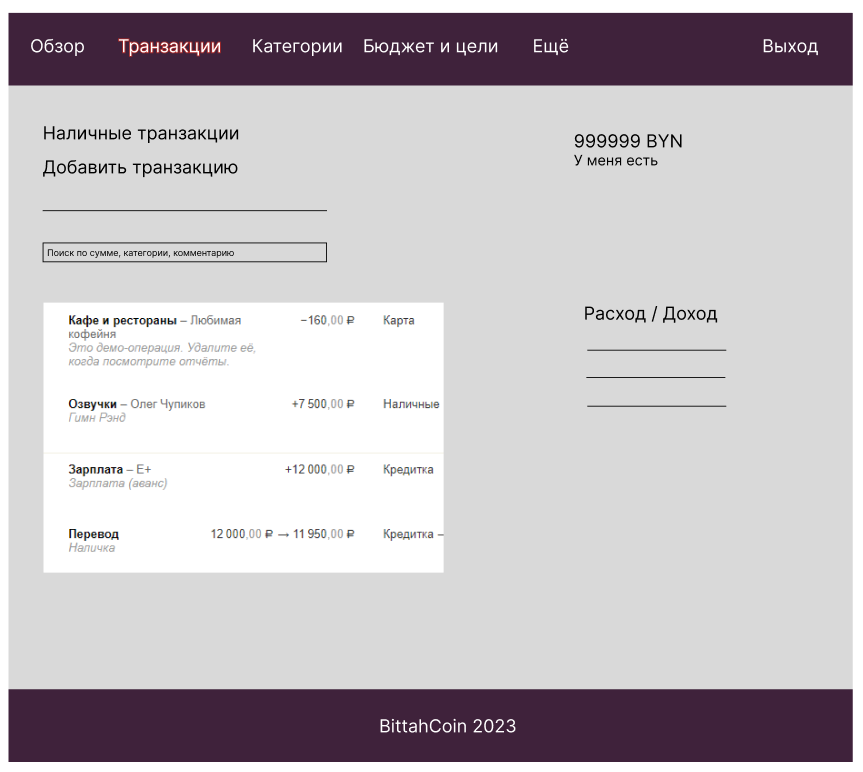 Обзор Транзакции Категории Бюджет и цели Ещё Выход
Наличные транзакции
999999 BYN
У меня есть
Добавить транзакцию
Поиск по сумме, категории, комментарию
Кафе и рестораны – Любимая кофейня −160,00 ₽ Карта
Это демо-операция. Удалите её,
когда посмотрите отчёты.
Озвучки – Олег Чупиков +7 500,00 ₽ Наличные
Гимн Рэнд
Зарплата – E+ +12 000,00 ₽ Кредитка
Зарплата (аванс)
Перевод 12 000,00 ₽ → 11 950,00 ₽ Кредитка –
Наличка
Расход / Доход
BittahCoin 2023